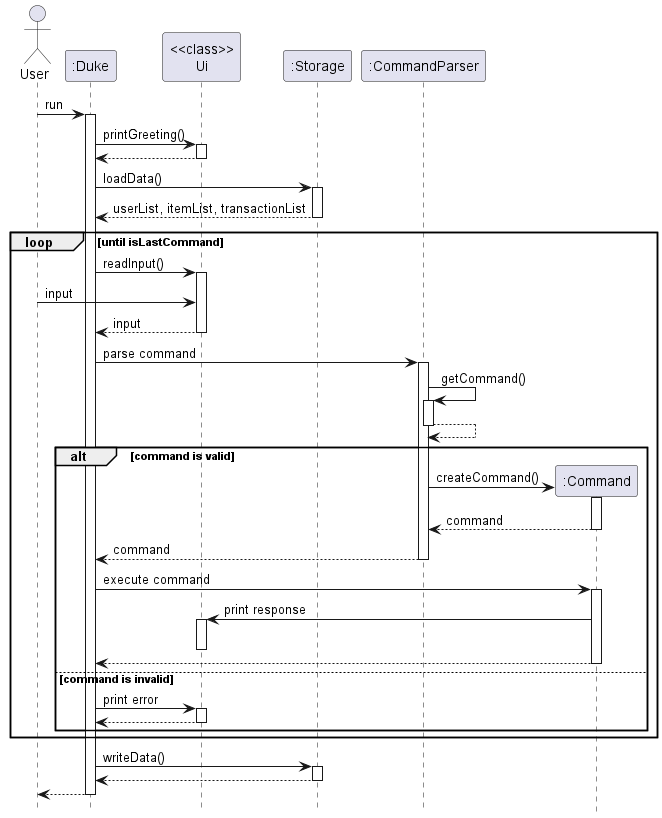 <<class>>
User
:Duke
Ui
:Storage
:CommandParser
run
printGreeting()
loadData()
userList, itemList, transactionList
loop
[until isLastCommand]
readInput()
input
input
parse command
getCommand()
alt
[command is valid]
createCommand()
:Command
command
command
execute command
print response
[command is invalid]
print error
writeData()